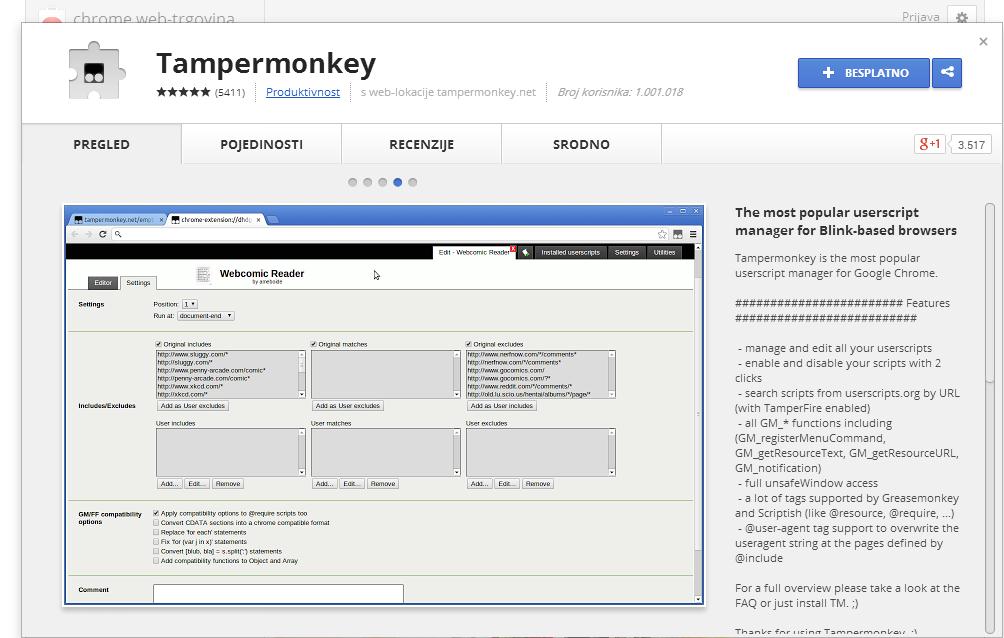 chrome web-trgovina
Prijava
Tampermonkey
(5411)
Produktivnost
s web-lokacije tampermonkey.net
Broj korisnika: 1.001.018
BESPLATNO
PREGLED
POJEDINOSTI
RECENZIJE
SRODNO
g+1
3.517
tampermonkey.net/empt
chrome-extension://dhdg
Edit - Webcomic Reader
Installed userscripts
Settings
Utilities
Editor
Settings
Webcomic Reader
by ameboide
Settings
Position: 1
Run at: document-end
Includes/Excludes
Original includes
http://www.sluggy.com/*
http://sluggy.com/*
http://www.penny-arcade.com/comic*
http://penny-arcade.com/comic*
http://www.xkcd.com/*
http://xkcd.com/*
Add as User excludes
Original matches
Add as User excludes
Original excludes
http://www.nerfnow.com/*/comments*
http://nerfnow.com/*/comments*
http://www.gocomics.com/
http://www.gocomics.com/?*
http://www.reddit.com/*/comments/*
http://old.lu.scio.us/hentai/albums/*/page/*
Add as User includes
User includes
Add...
Edit...
Remove
User matches
Add...
Edit...
Remove
User excludes
Add...
Edit...
Remove
GM/FF compatibility
options
Apply compatibility options to @require scripts too
Convert CDATA sections into a chrome compatible format
Replace 'for each' statements
Fix 'for (var j in x)' statements
Convert [blub, bla] = s.split(';') statements
Add compatibility functions to Object and Array
Comment
The most popular userscript
manager for Blink-based browsers
Tampermonkey is the most popular
userscript manager for Google Chrome.
######################## Features
##########################
- manage and edit all your userscripts
- enable and disable your scripts with 2
clicks
- search scripts from userscripts.org by URL
(with TamperFire enabled)
- all GM_* functions including
(GM_registerMenuCommand,
GM_getResourceText, GM_getResourceURL,
GM_notification)
- full unsafeWindow access
- a lot of tags supported by Greasemonkey
and Scriptish (like @resource, @require, ...)
- @user-agent tag support to overwrite the
useragent string at the pages defined by
@include
For a full overview please take a look at the
FAQ or just install TM. ;)
Thanks for using Tampermonkey. :)